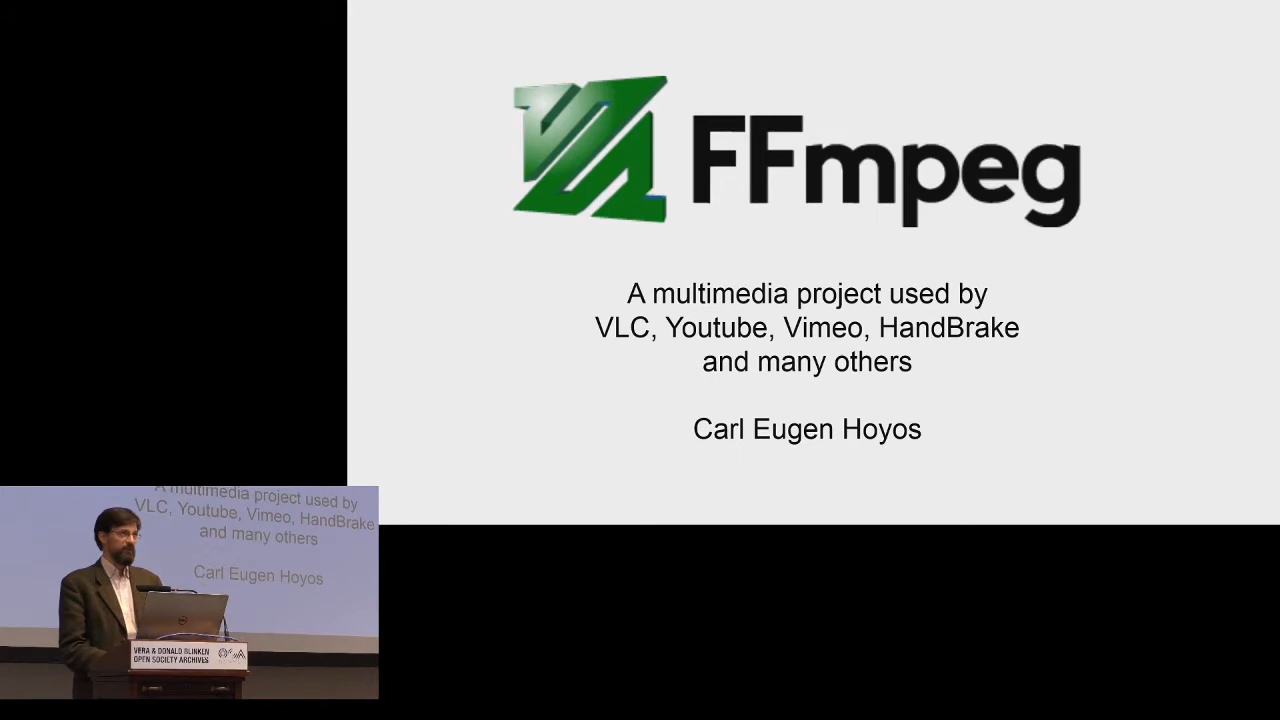 FFmpeg
A multimedia project used by
VLC, Youtube, Vimeo, HandBrake
and many others
Carl Eugen Hoyos
A multimedia project used by
VLC, Youtube, Vimeo, HandBrake
and many others
Carl Eugen Hoyos
VERA & DONALD BLINKEN
OPEN SOCIETY ARCHIVES